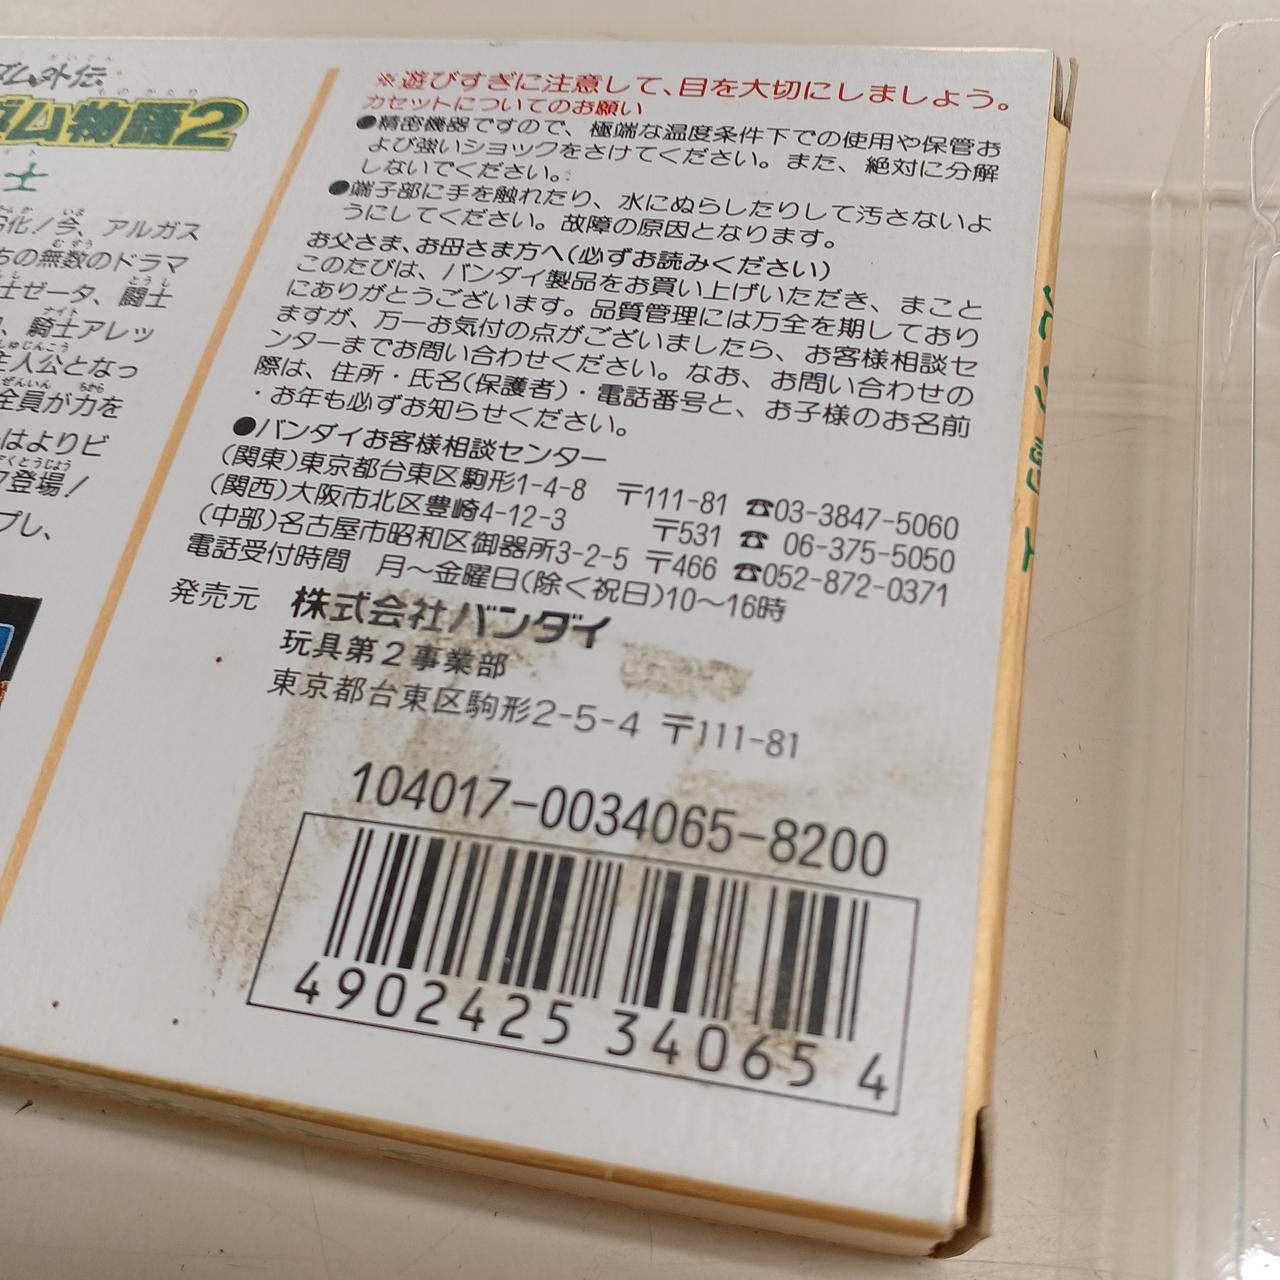 ダム外伝
ダム物語2
士
化！今、アルガス
ちの無数のドラマ
士ゼータ、闘士
、騎士アレッ
主人公となっ
全員が力を
はよりビ
登場！
プし、
※遊びすぎに注意して、目を大切にしましょう。
カセットについてのお願い
●精密機器ですので、極端な温度条件下での使用や保管お
よび強いショックをさけてください。また、絶対に分解
しないでください。
●端子部に手を触れたり、水にぬらしたりして汚さないよ
うにしてください。故障の原因となります。
お父さま、お母さま方へ(必ずお読みください)
このたびは、バンダイ製品をお買い上げいただき、まこと
にありがとうございます。品質管理には万全を期しており
ますが、万一お気付の点がございましたら、お客様相談セ
ンターまでお問い合わせください。なお、お問い合わせの
際は、住所・氏名(保護者)・電話番号と、お子様のお名前
・お年も必ずお知らせください。
●バンダイお客様相談センター
(関東)東京都台東区駒形1-4-8 〒111-81 ☎03-3847-5060
(関西)大阪市北区豊崎4-12-3 〒531 ☎ 06-375-5050
(中部)名古屋市昭和区御器所3-2-5 〒466 ☎052-872-0371
電話受付時間 月〜金曜日(除く祝日)10〜16時
発売元 株式会社バンダイ
玩具第2事業部
東京都台東区駒形2-5-4 〒111-81
104017-0034065-8200
4902425 34065 4